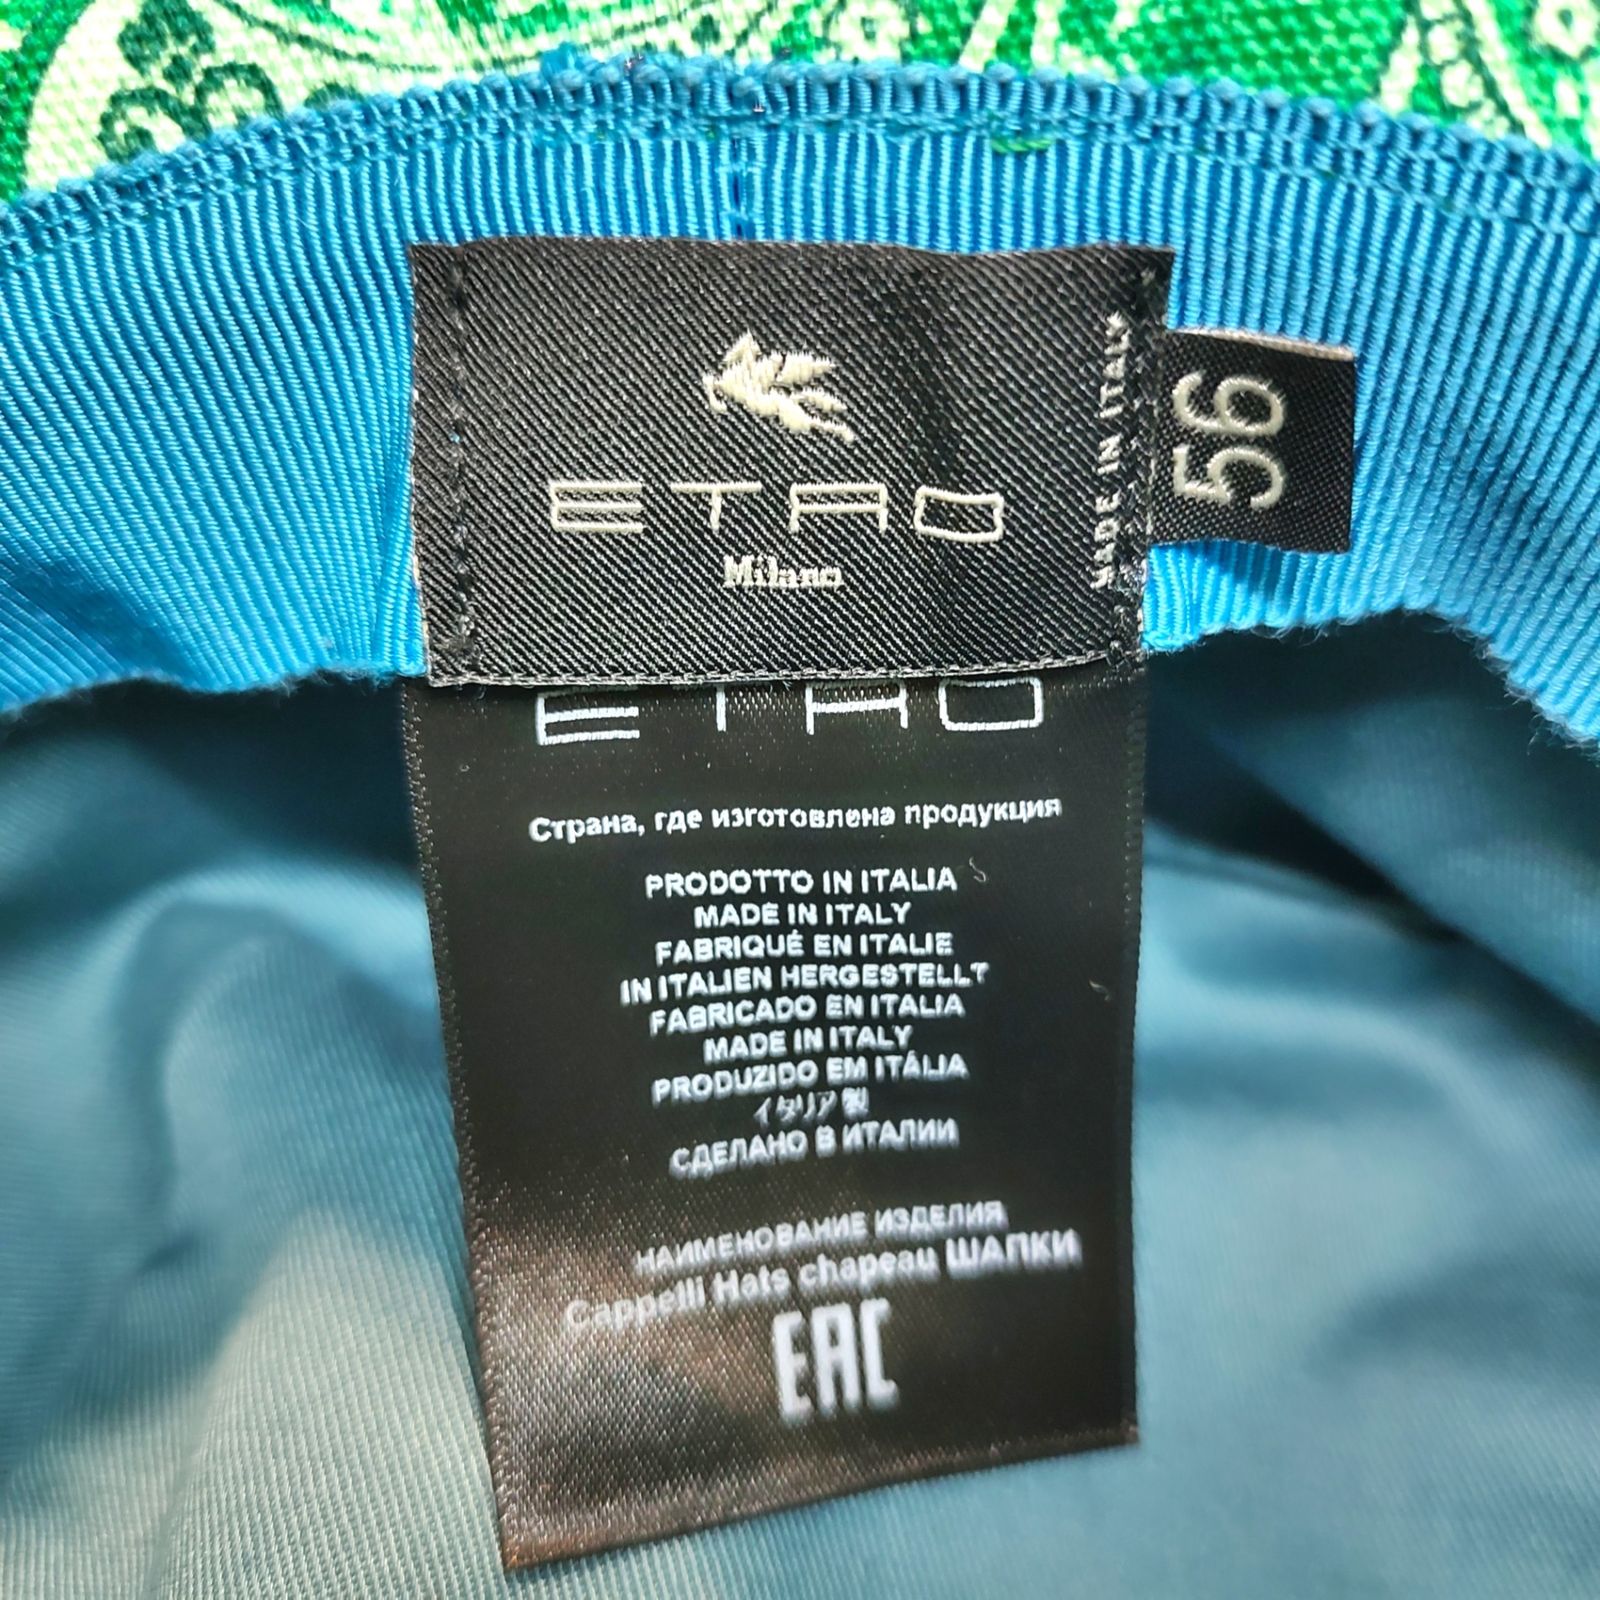 ETRO
Milano
MADE IN ITALY
56
ETRO
Страна, где изготовлена продукция
PRODOTTO IN ITALIA
MADE IN ITALY
FABRIQUÉ EN ITALIE
IN ITALIEN HERGESTELLT
FABRICADO EN ITALIA
MADE IN ITALY
PRODUZIDO EM ITÁLIA
イタリア製
СДЕЛАНО В ИТАЛИИ
НАИМЕНОВАНИЕ ИЗДЕЛИЯ
Cappelli Hats chapeau ШАПКИ
EAC